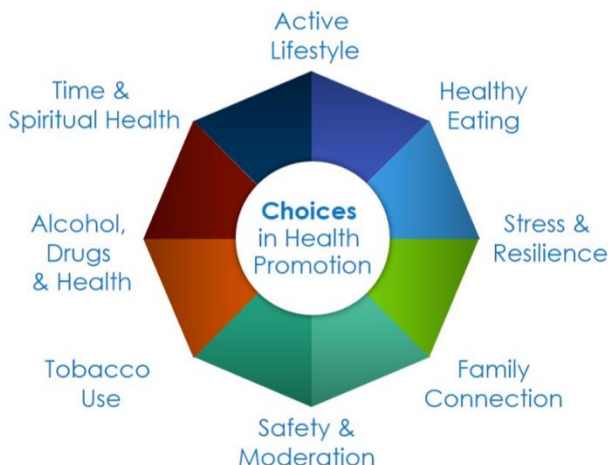 Active
Lifestyle
Time &
Spiritual Health
Healthy
Eating
Alcohol,
Drugs
& Health
Choices
in Health
Promotion
Stress &
Resilience
Tobacco
Use
Family
Connection
Safety &
Moderation